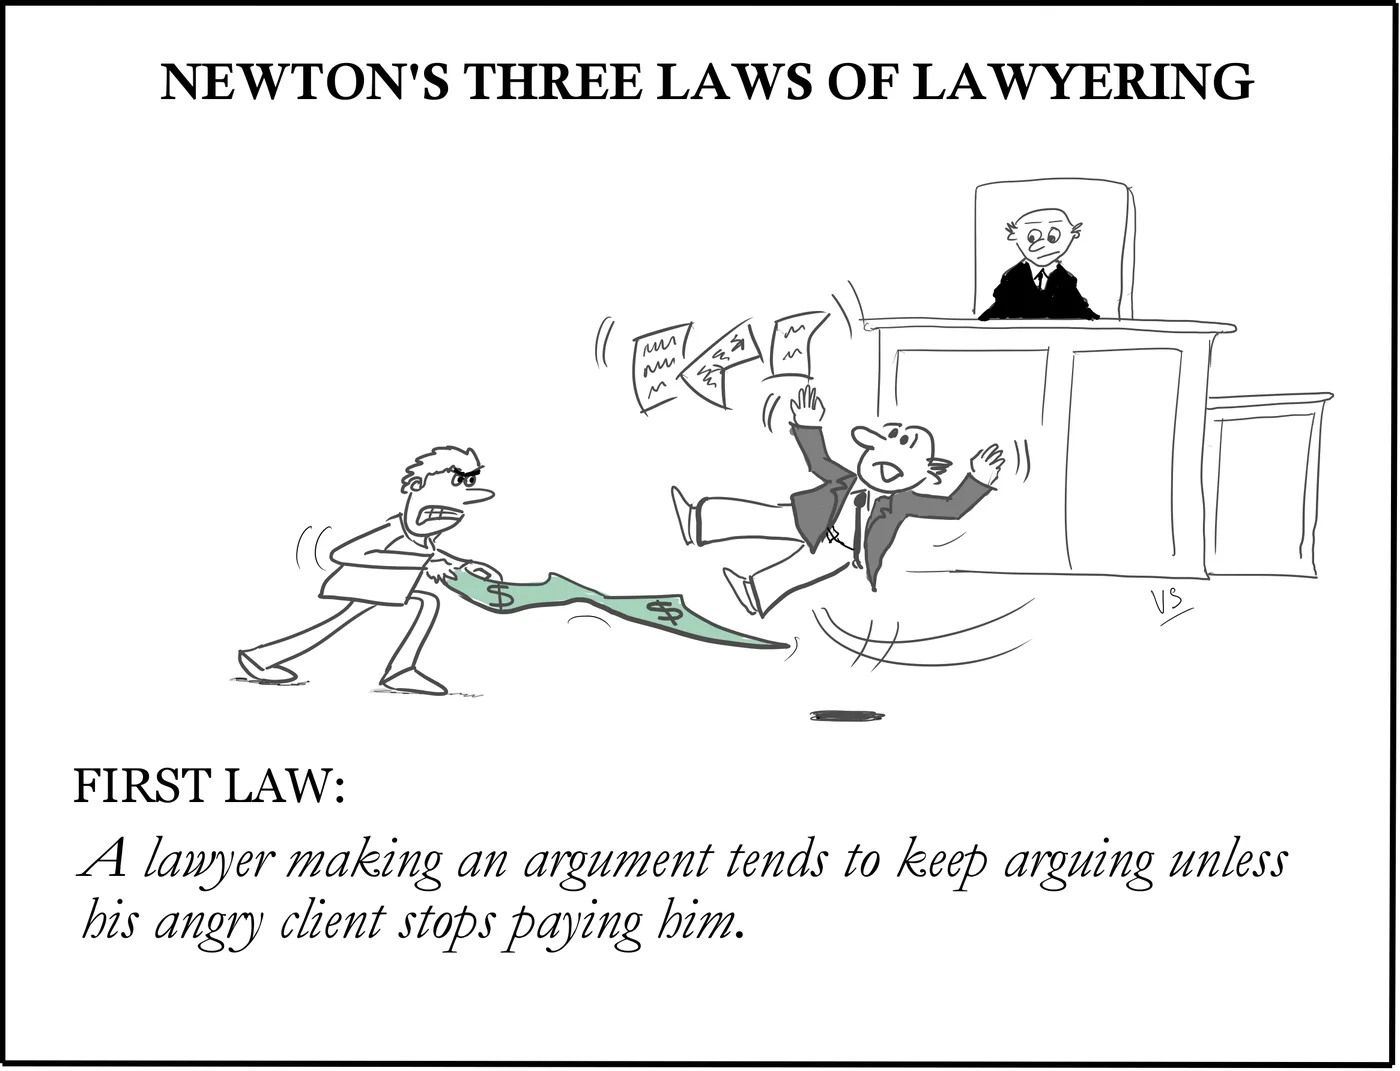 NEWTON'S THREE LAWS OF LAWYERING
$ $
VS
FIRST LAW:
A lawyer making an argument tends to keep arguing unless
his angry client stops paying him.